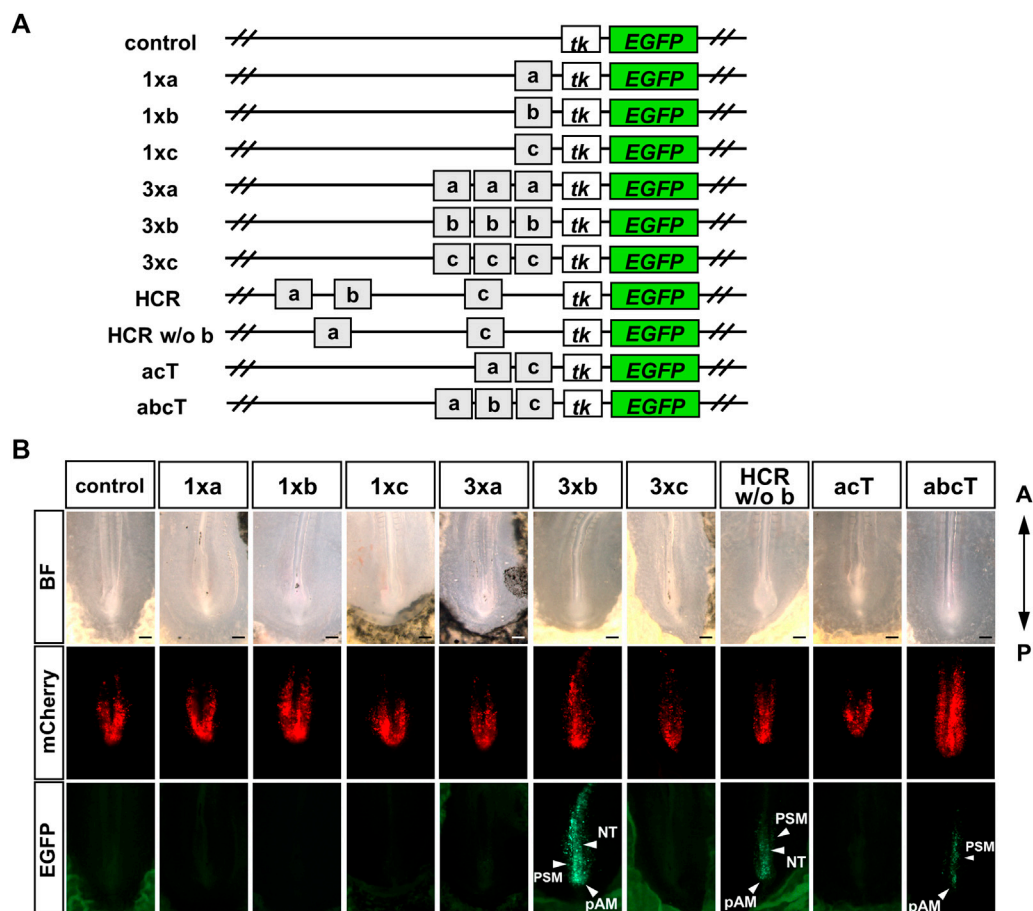 A
control tk EGFP
1xa a tk EGFP
1xb b tk EGFP
1xc c tk EGFP
3xa a a a tk EGFP
3xb b b b tk EGFP
3xc c c c tk EGFP
HCR a b c tk EGFP
HCR w/o b a c tk EGFP
acT a c tk EGFP
abcT a b c tk EGFP
B
control 1xa 1xb 1xc 3xa 3xb 3xc HCR w/o b acT abcT
A
BF
P
mCherry
EGFP
NT
PSM
pAM
PSM
NT
pAM
PSM
pAM